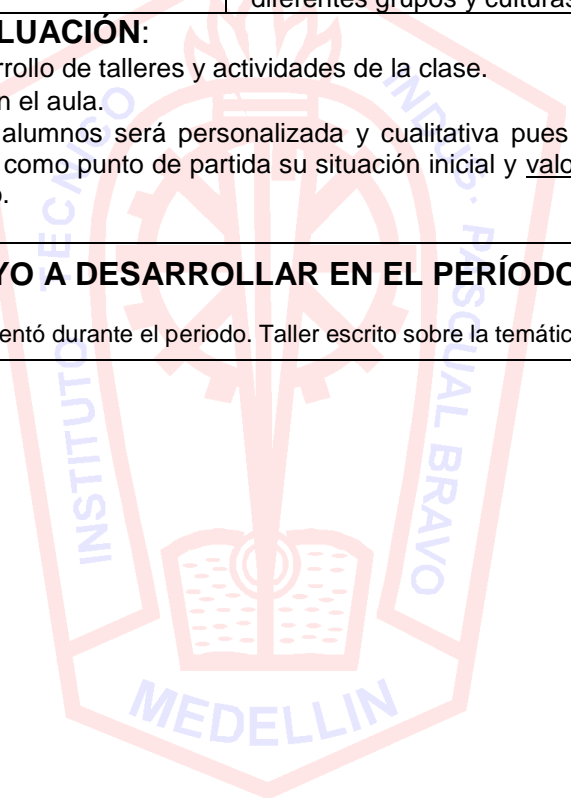 diferentes grupos y culturas
LUACIÓN:
rrollo de talleres y actividades de la clase.
n el aula.
alumnos será personalizada y cualitativa pues
como punto de partida su situación inicial y valo
o.
YO A DESARROLLAR EN EL PERÍODO
entó durante el periodo. Taller escrito sobre la temátic
INSTITUTO TECNICO INDUS. PASCUAL BRAVO
MEDELLIN